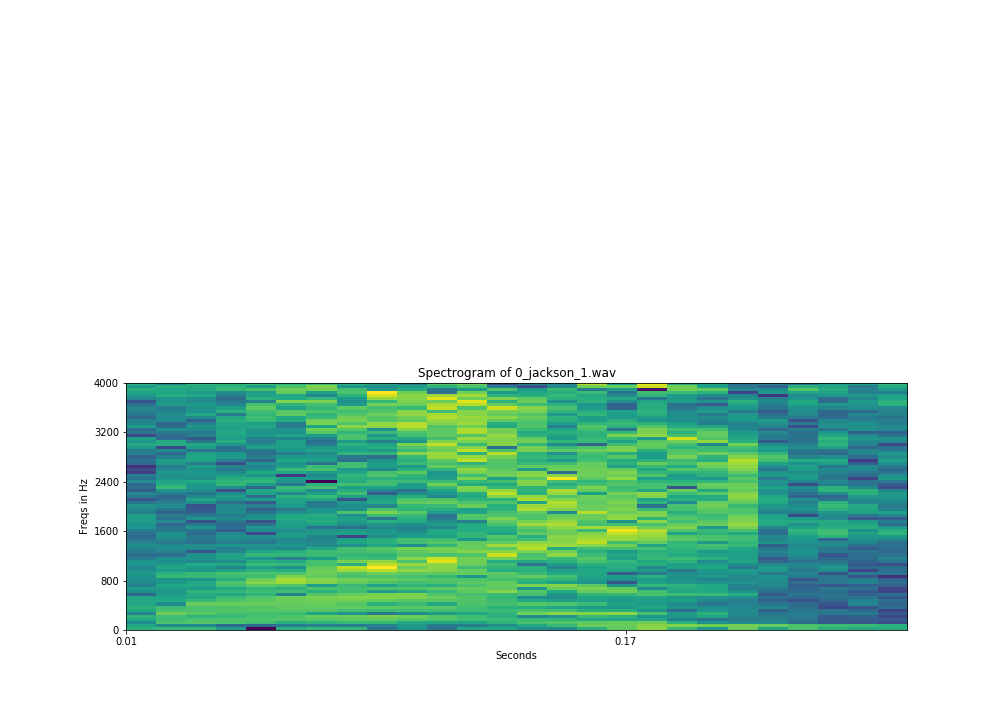 Spectrogram of 0_jackson_1.wav
4000
3200
2400
1600
800
0
Freqs in Hz
0.01 0.17
Seconds